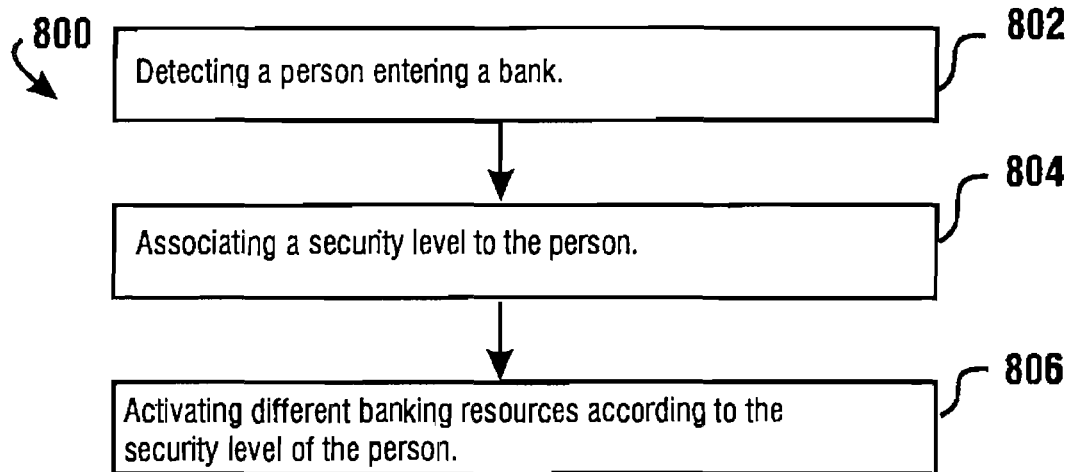 800
802
Detecting a person entering a bank.
804
Associating a security level to the person.
806
Activating different banking resources according to the
security level of the person.